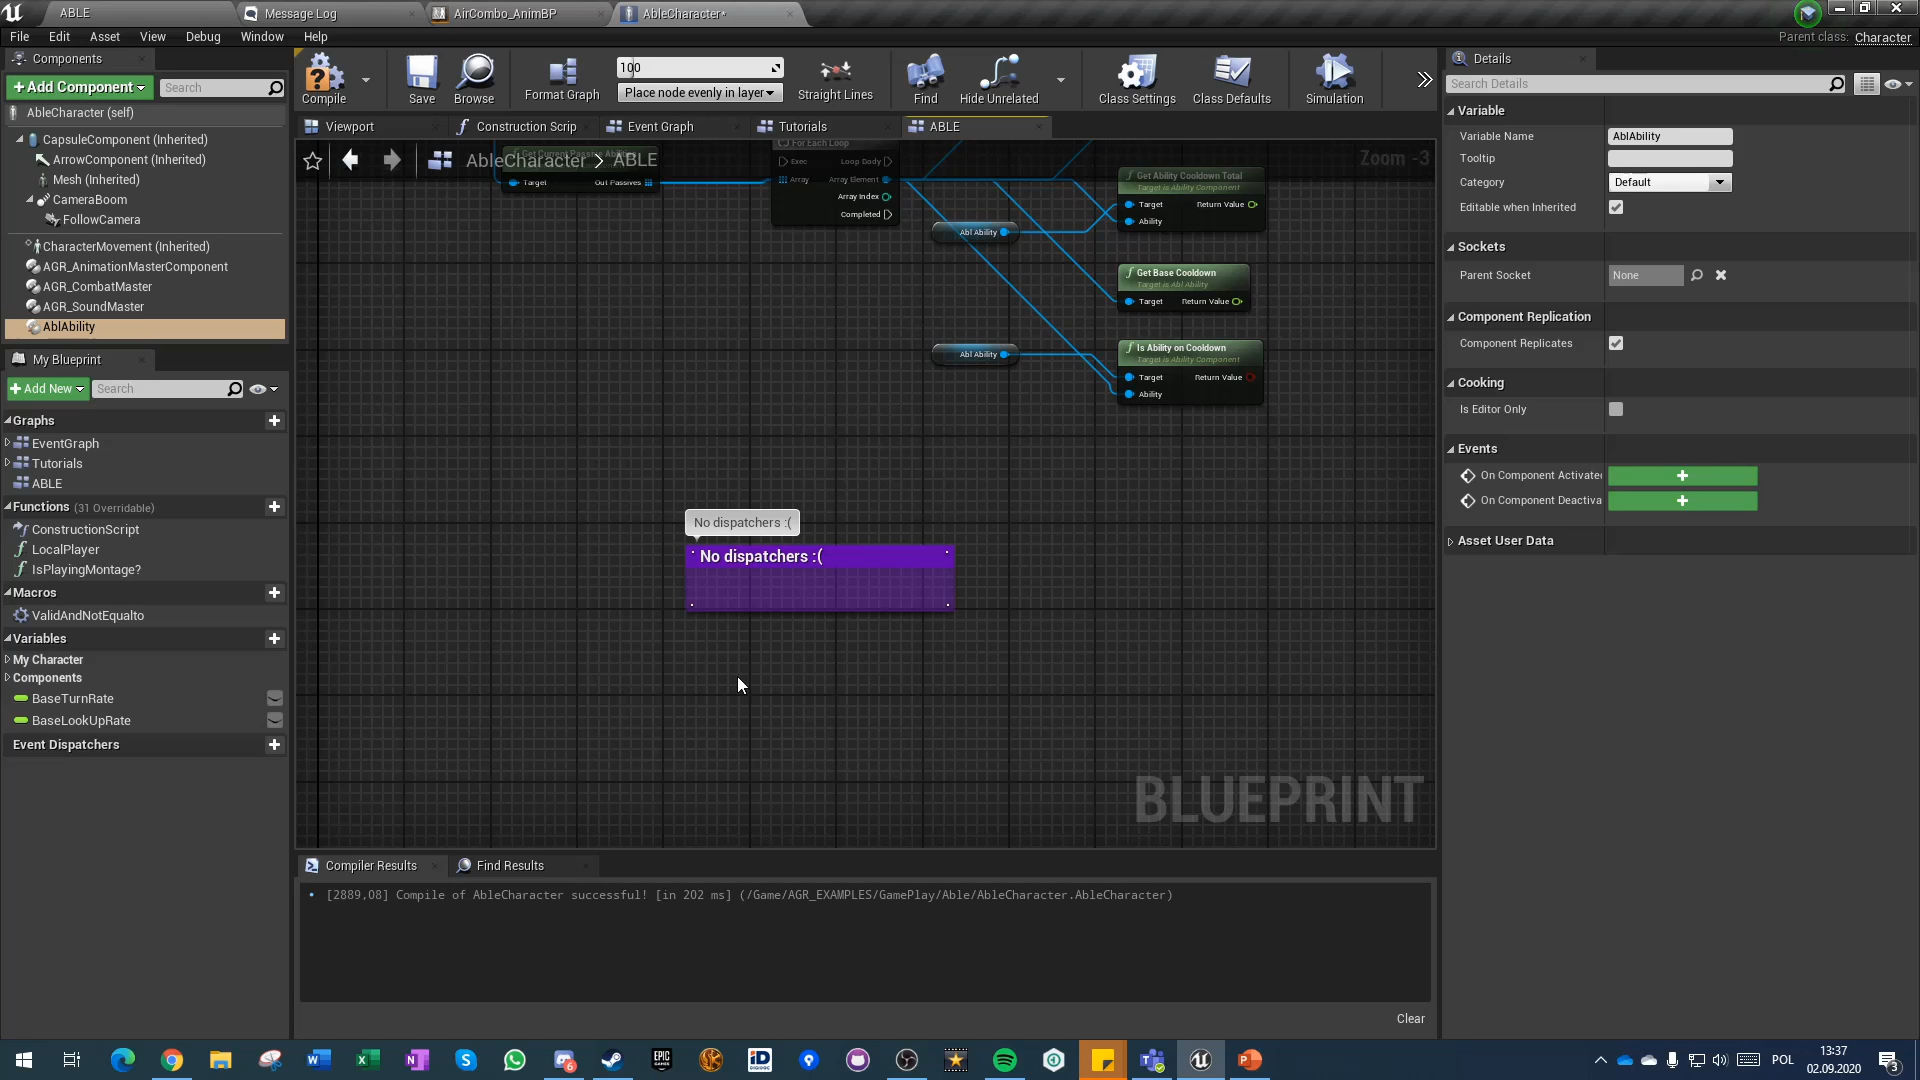 ABLE
Message Log
AirCombo_AnimBP
AbleCharacter*
File Edit Asset View Debug Window Help
Parent class: Character
Components
+Add Component
Search
AbleCharacter (self)
CapsuleComponent (Inherited)
ArrowComponent (Inherited)
Mesh (Inherited)
CameraBoom
FollowCamera
CharacterMovement (Inherited)
AGR_AnimationMasterComponent
AGR_CombatMaster
AGR_SoundMaster
AblAbility
My Blueprint
+Add New
Search
Graphs
EventGraph
Tutorials
ABLE
Functions (31 Overridable)
ConstructionScript
LocalPlayer
IsPlayingMontage?
Macros
ValidAndNotEqualto
Variables
My Character
Components
BaseTurnRate
BaseLookUpRate
Event Dispatchers
Compile
Save
Browse
Format Graph
100
Place node evenly in layer
Straight Lines
Find
Hide Unrelated
Class Settings
Class Defaults
Simulation
Viewport
Construction Scrip
Event Graph
Tutorials
ABLE
AbleCharacter > ABLE
Zoom -3
Get Current Passive Abilities
Target Out Passives
For Each Loop
Exec Loop Body
Array Array Element
Array Index
Completed
Abl Ability
Get Ability Cooldown Total
Target is Ability Component
Target Return Value
Ability
Get Base Cooldown
Target is Abl Ability
Target Return Value
Abl Ability
Is Ability on Cooldown
Target is Ability Component
Target Return Value
Ability
No dispatchers :(
No dispatchers :(
BLUEPRINT
Compiler Results
Find Results
[2889,08] Compile of AbleCharacter successful! [in 202 ms] (/Game/AGR_EXAMPLES/GamePlay/Able/AbleCharacter.AbleCharacter)
Clear
Details
Search Details
Variable
Variable Name AblAbility
Tooltip
Category Default
Editable when Inherited
Sockets
Parent Socket None
Component Replication
Component Replicates
Cooking
Is Editor Only
Events
On Component Activate
On Component Deactiva
Asset User Data
POL
13:37
02.09.2020
3